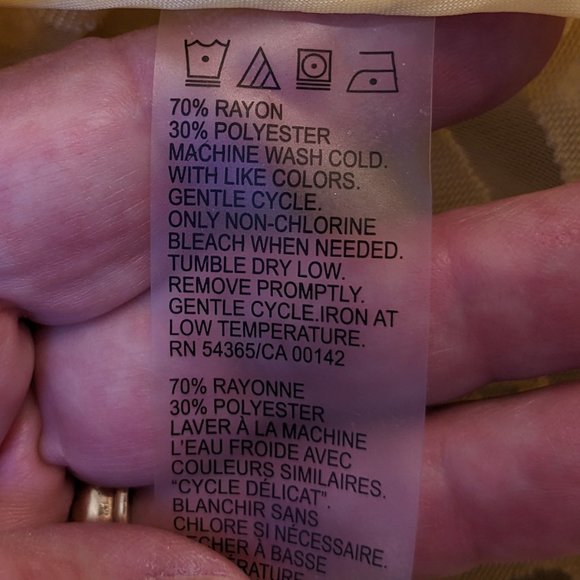 70% RAYON
30% POLYESTER
MACHINE WASH COLD.
WITH LIKE COLORS.
GENTLE CYCLE.
ONLY NON-CHLORINE
BLEACH WHEN NEEDED.
TUMBLE DRY LOW.
REMOVE PROMPTLY.
GENTLE CYCLE.IRON AT
LOW TEMPERATURE.
RN 54365/CA 00142
70% RAYONNE
30% POLYESTER
LAVER À LA MACHINE
L'EAU FROIDE AVEC
COULEURS SIMILAIRES.
"CYCLE DÉLICAT".
BLANCHIR SANS
CHLORE SI NÉCESSAIRE.
À BASSE